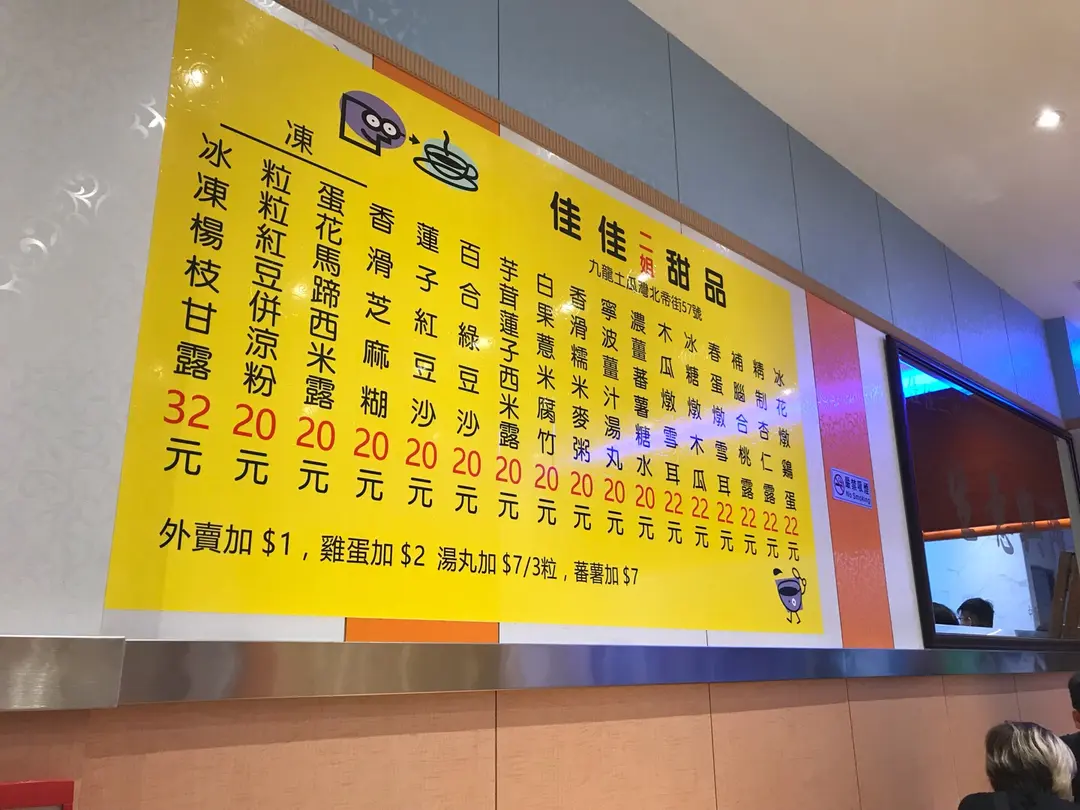 佳佳二姐甜品
九龍土瓜灣北帝街57號
冰花燉鷄蛋22元
精制杏仁露22元
補腦合桃露22元
春蛋燉雪耳22元
冰糖燉木瓜22元
木瓜燉雪耳22元
濃薑蕃薯糖水20元
寧波薑汁湯丸20元
香滑糯米麥粥20元
白果薏米腐竹20元
芋茸蓮子西米露20元
百合綠豆沙20元
蓮子紅豆沙20元
香滑芝麻糊20元
凍
蛋花馬蹄西米露20元
粒粒紅豆併涼粉20元
冰凍楊枝甘露32元
外賣加 $1，雞蛋加 $2 湯丸加 $7/3粒，蕃薯加 $7
嚴禁吸煙
No Smoking